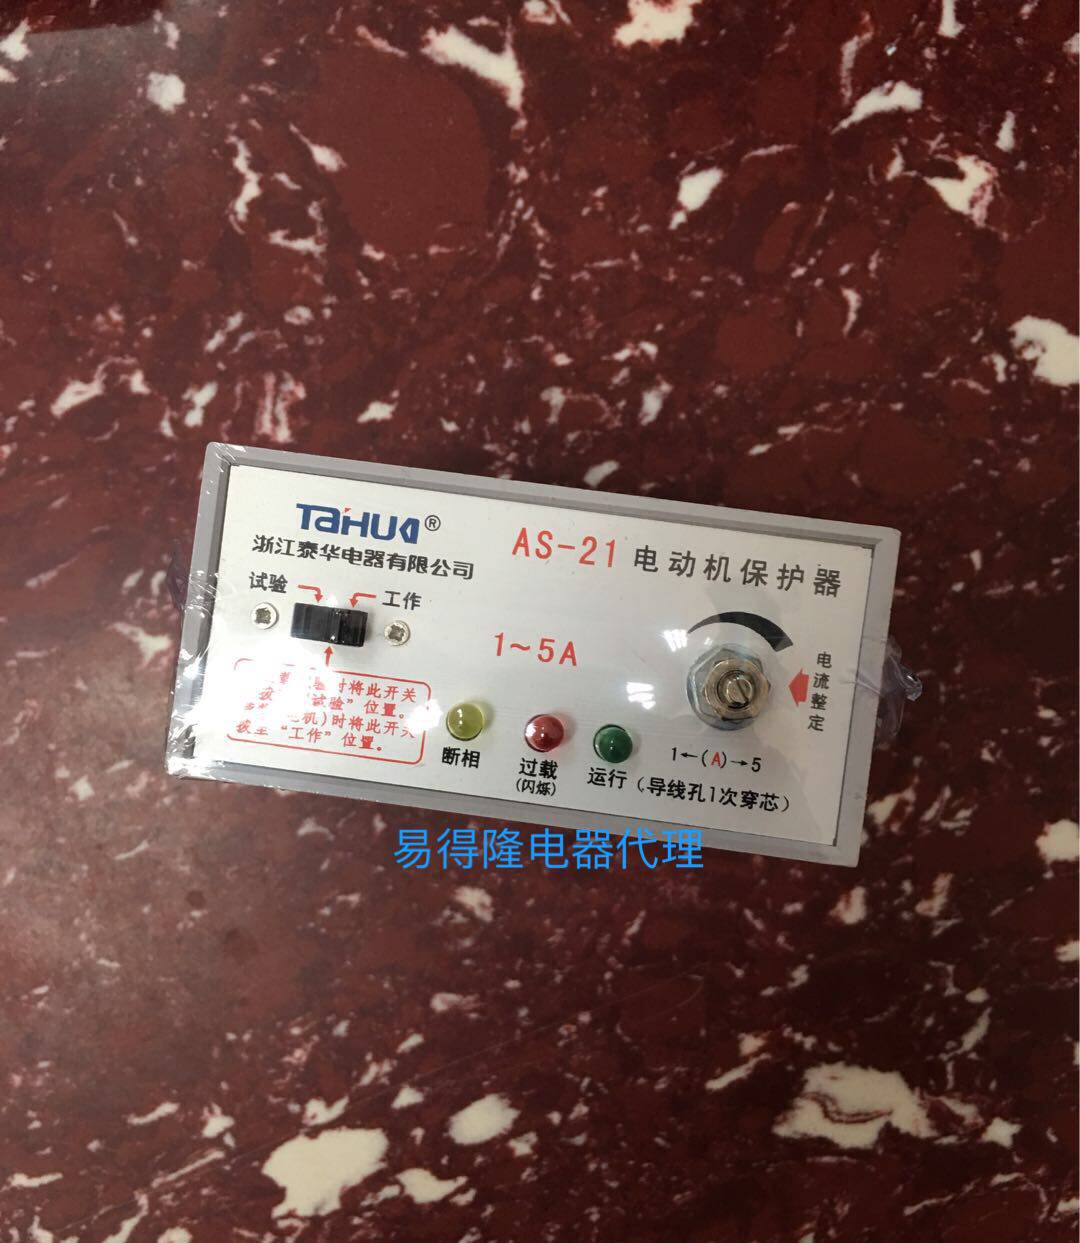 TAHUA®
浙江泰华电器有限公司
AS-21 电动机保护器
试验
工作
1~5A
时将此开关
试验”位置。
机)时将此开关
“工作”位置。
断相
过载
(闪烁)
运行(导线孔1次穿芯)
1←(A)→5
电流整定
易得隆电器代理